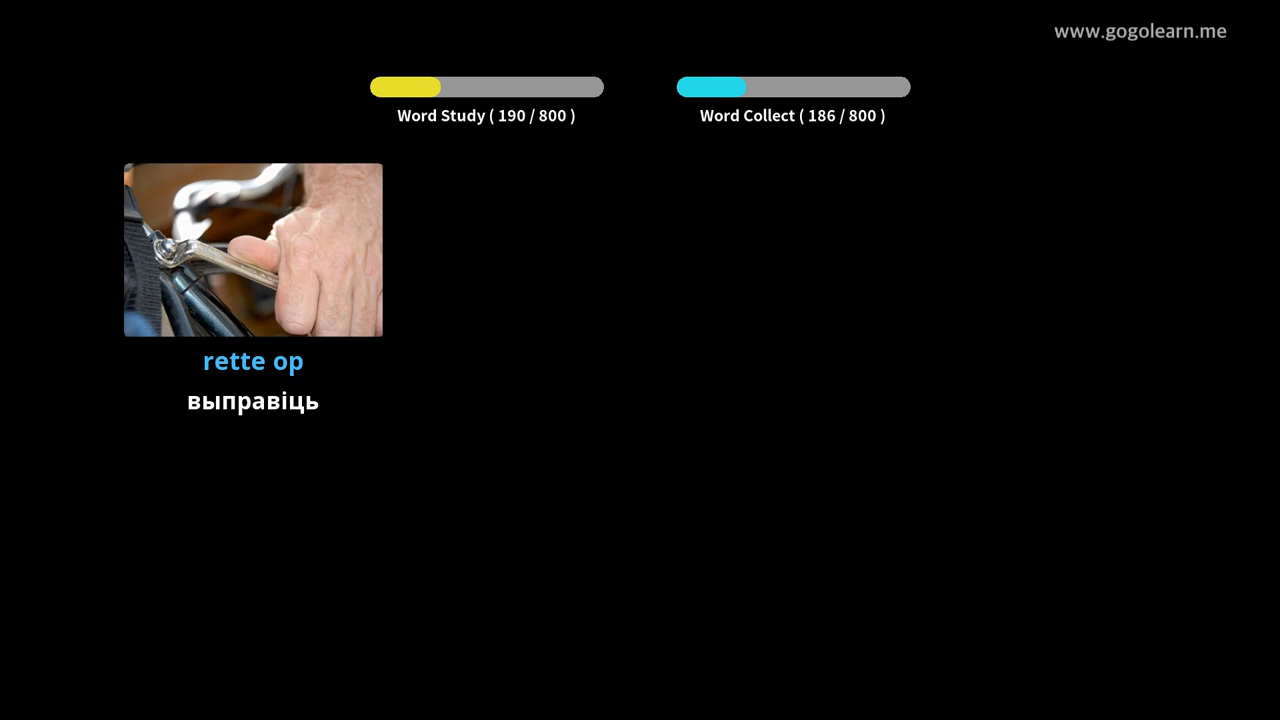 www.gogolearn.me
Word Study ( 190 / 800 )
Word Collect ( 186 / 800 )
rette op
выправіць